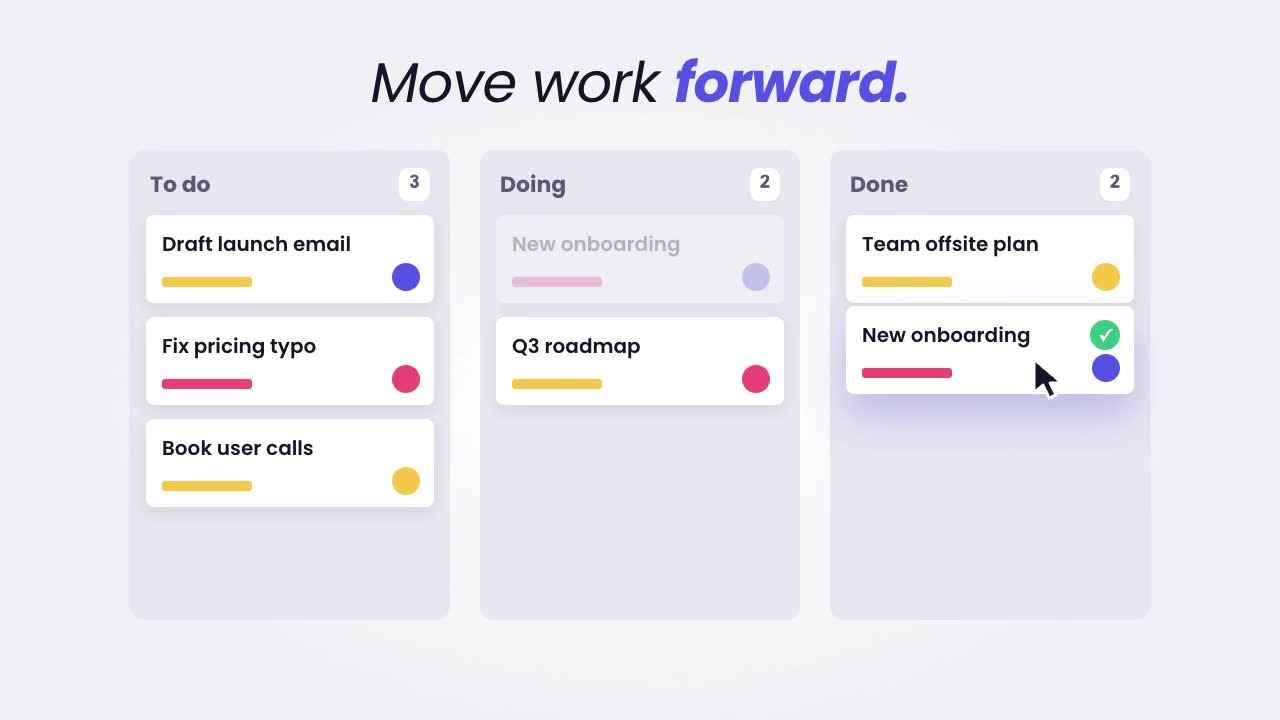 Move work forward.
To do 3
Draft launch email
Fix pricing typo
Book user calls
Doing 2
New onboarding
Q3 roadmap
Done 2
Team offsite plan
New onboarding